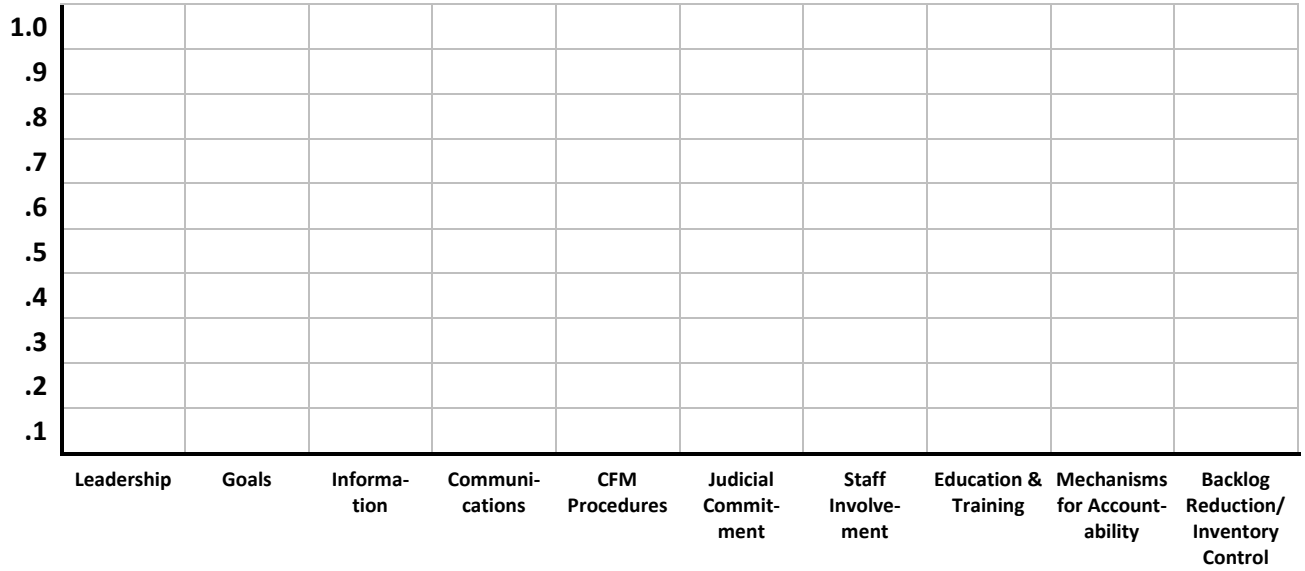 1.0
.9
.8
.7
.6
.5
.4
.3
.2
.1
Leadership
Goals
Informa-
tion
Communi-
cations
CFM
Procedures
Judicial
Commit-
ment
Staff
Involve-
ment
Education &
Training
Mechanisms
for Account-
ability
Backlog
Reduction/
Inventory
Control